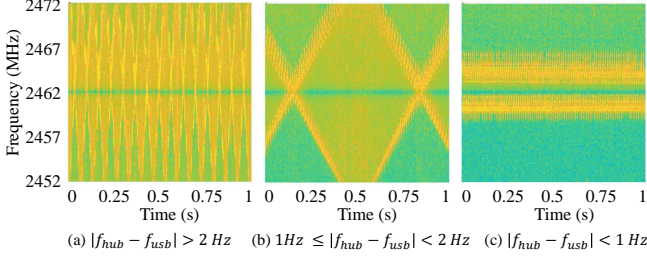 Frequency (MHz)
2472
2467
2462
2457
2452
0 0.25 0.5 0.75 1
0 0.25 0.5 0.75 1
0 0.25 0.5 0.75 1
Time (s)
Time (s)
Time (s)
(a) |f_hub − f_usb| > 2 Hz
(b) 1Hz ≤ |f_hub − f_usb| < 2 Hz
(c) |f_hub − f_usb| < 1 Hz